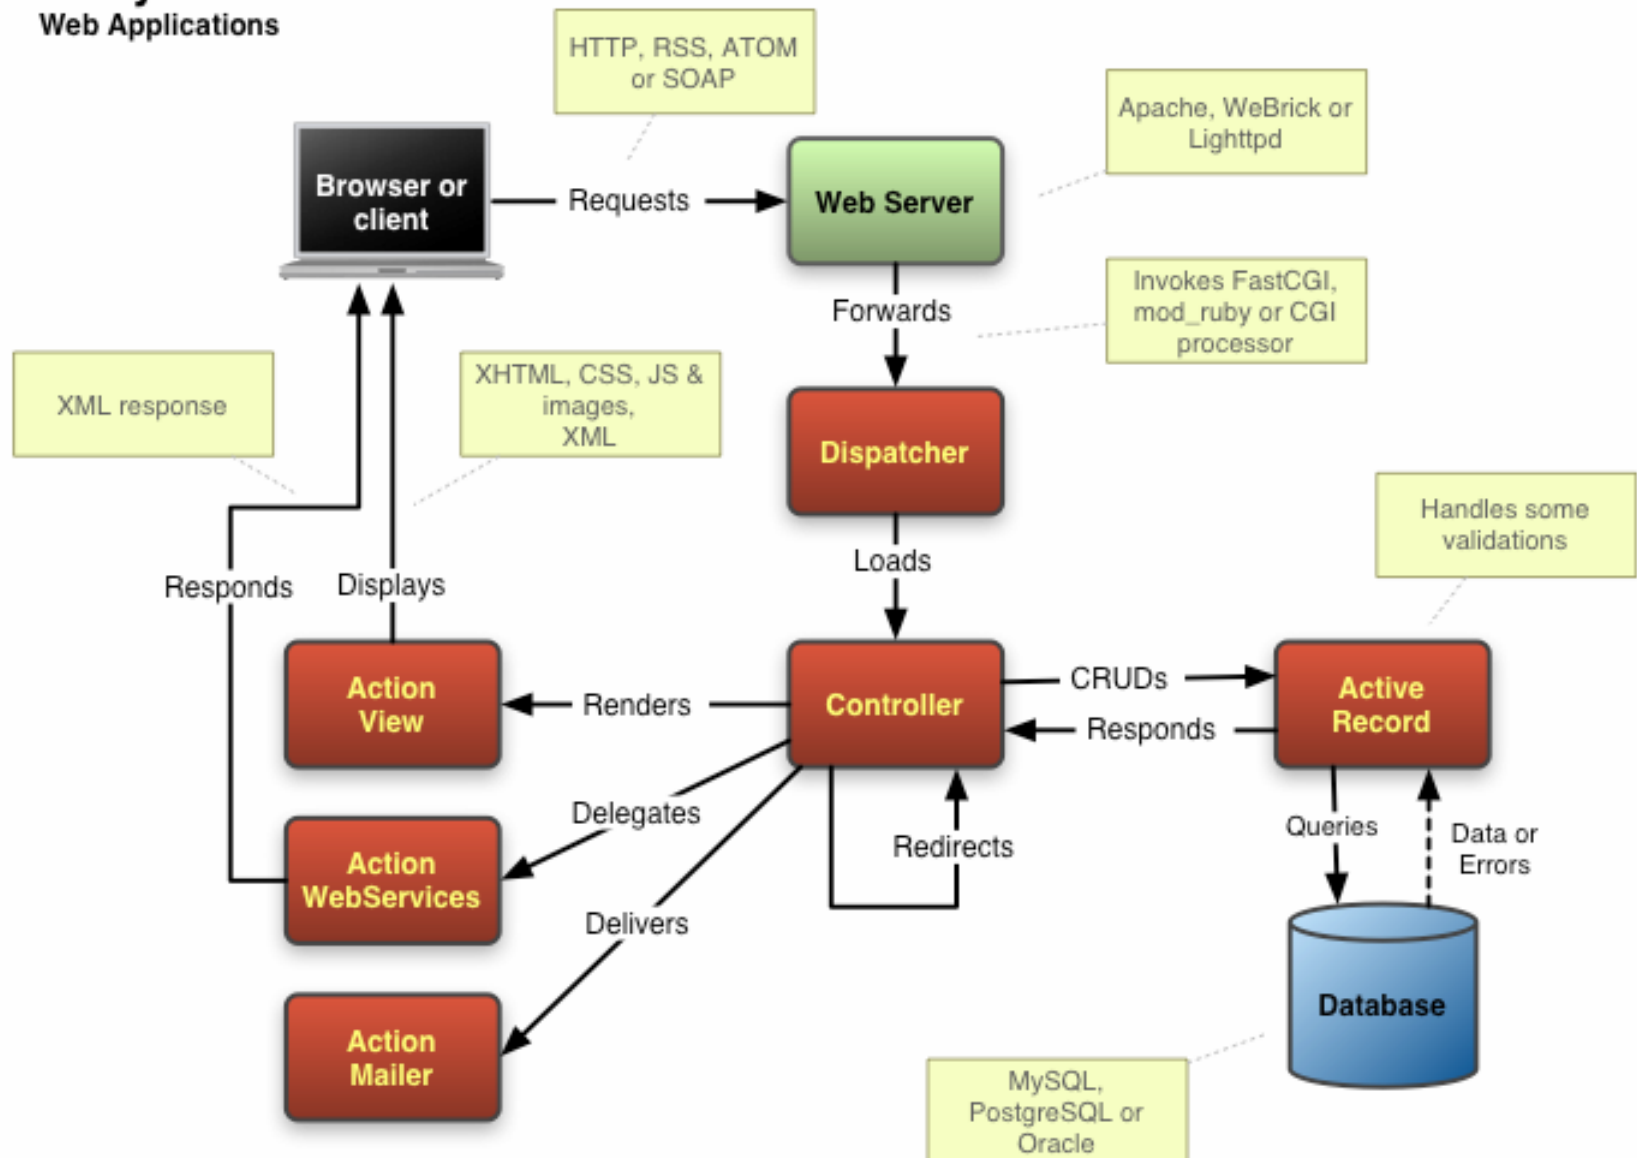 Web Applications
HTTP, RSS, ATOM
or SOAP
Apache, WeBrick or
Lighttpd
Browser or
client
Requests
Web Server
Invokes FastCGI,
mod_ruby or CGI
processor
Forwards
XML response
XHTML, CSS, JS &
images,
XML
Dispatcher
Handles some
validations
Loads
Responds
Displays
Action
View
Renders
Controller
CRUDs
Responds
Active
Record
Delegates
Redirects
Queries
Data or
Errors
Action
WebServices
Delivers
Database
Action
Mailer
MySQL,
PostgreSQL or
Oracle